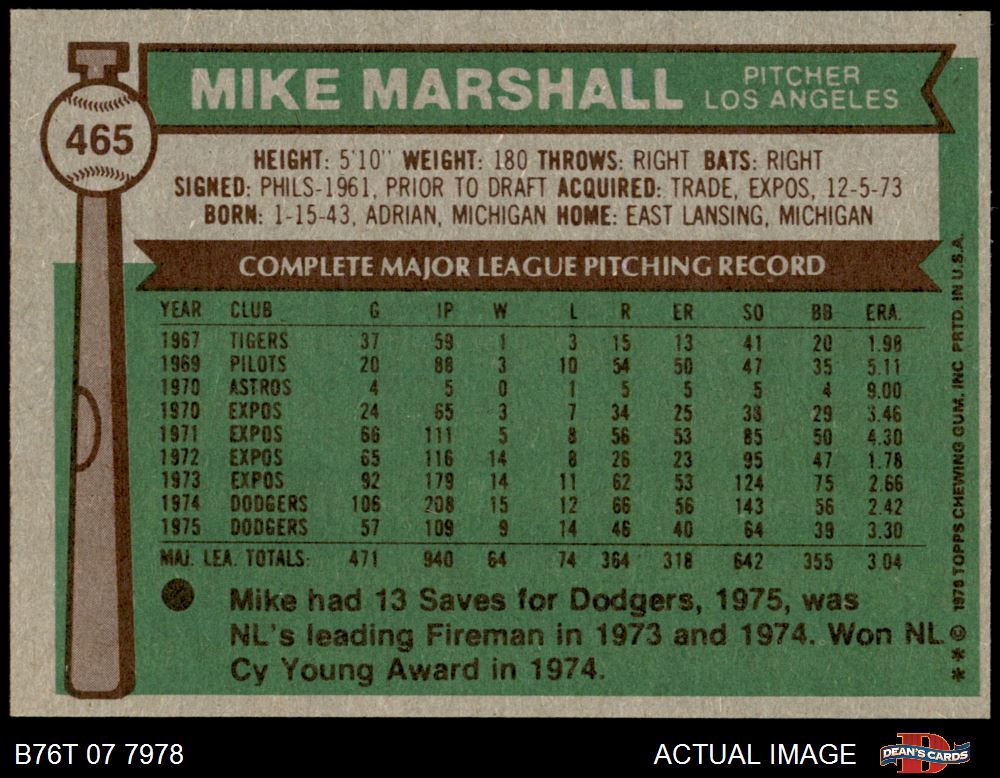 465
MIKE MARSHALL
PITCHER
LOS ANGELES
HEIGHT: 5'10" WEIGHT: 180 THROWS: RIGHT BATS: RIGHT
SIGNED: PHILS-1961, PRIOR TO DRAFT ACQUIRED: TRADE, EXPOS, 12-5-73
BORN: 1-15-43, ADRIAN, MICHIGAN HOME: EAST LANSING, MICHIGAN
COMPLETE MAJOR LEAGUE PITCHING RECORD
YEAR CLUB G IP W L R ER SO BB ERA.
1967 TIGERS 37 59 1 3 15 13 41 20 1.98
1969 PILOTS 20 88 3 10 54 50 47 35 5.11
1970 ASTROS 4 5 0 1 5 5 5 4 9.00
1970 EXPOS 24 65 3 7 34 25 38 29 3.46
1971 EXPOS 66 111 5 8 56 53 85 50 4.30
1972 EXPOS 65 116 14 8 26 23 95 47 1.78
1973 EXPOS 92 179 14 11 62 53 124 75 2.66
1974 DODGERS 106 208 15 12 66 56 143 56 2.42
1975 DODGERS 57 109 9 14 46 40 64 39 3.30
MAJ. LEA. TOTALS: 471 940 64 74 364 318 642 355 3.04
Mike had 13 Saves for Dodgers, 1975, was
NL's leading Fireman in 1973 and 1974. Won NL
Cy Young Award in 1974.
** © 1976 TOPPS CHEWING GUM, INC PRTD. IN U.S.A.
B76T 07 7978
ACTUAL IMAGE
D
DEAN'S CARDS